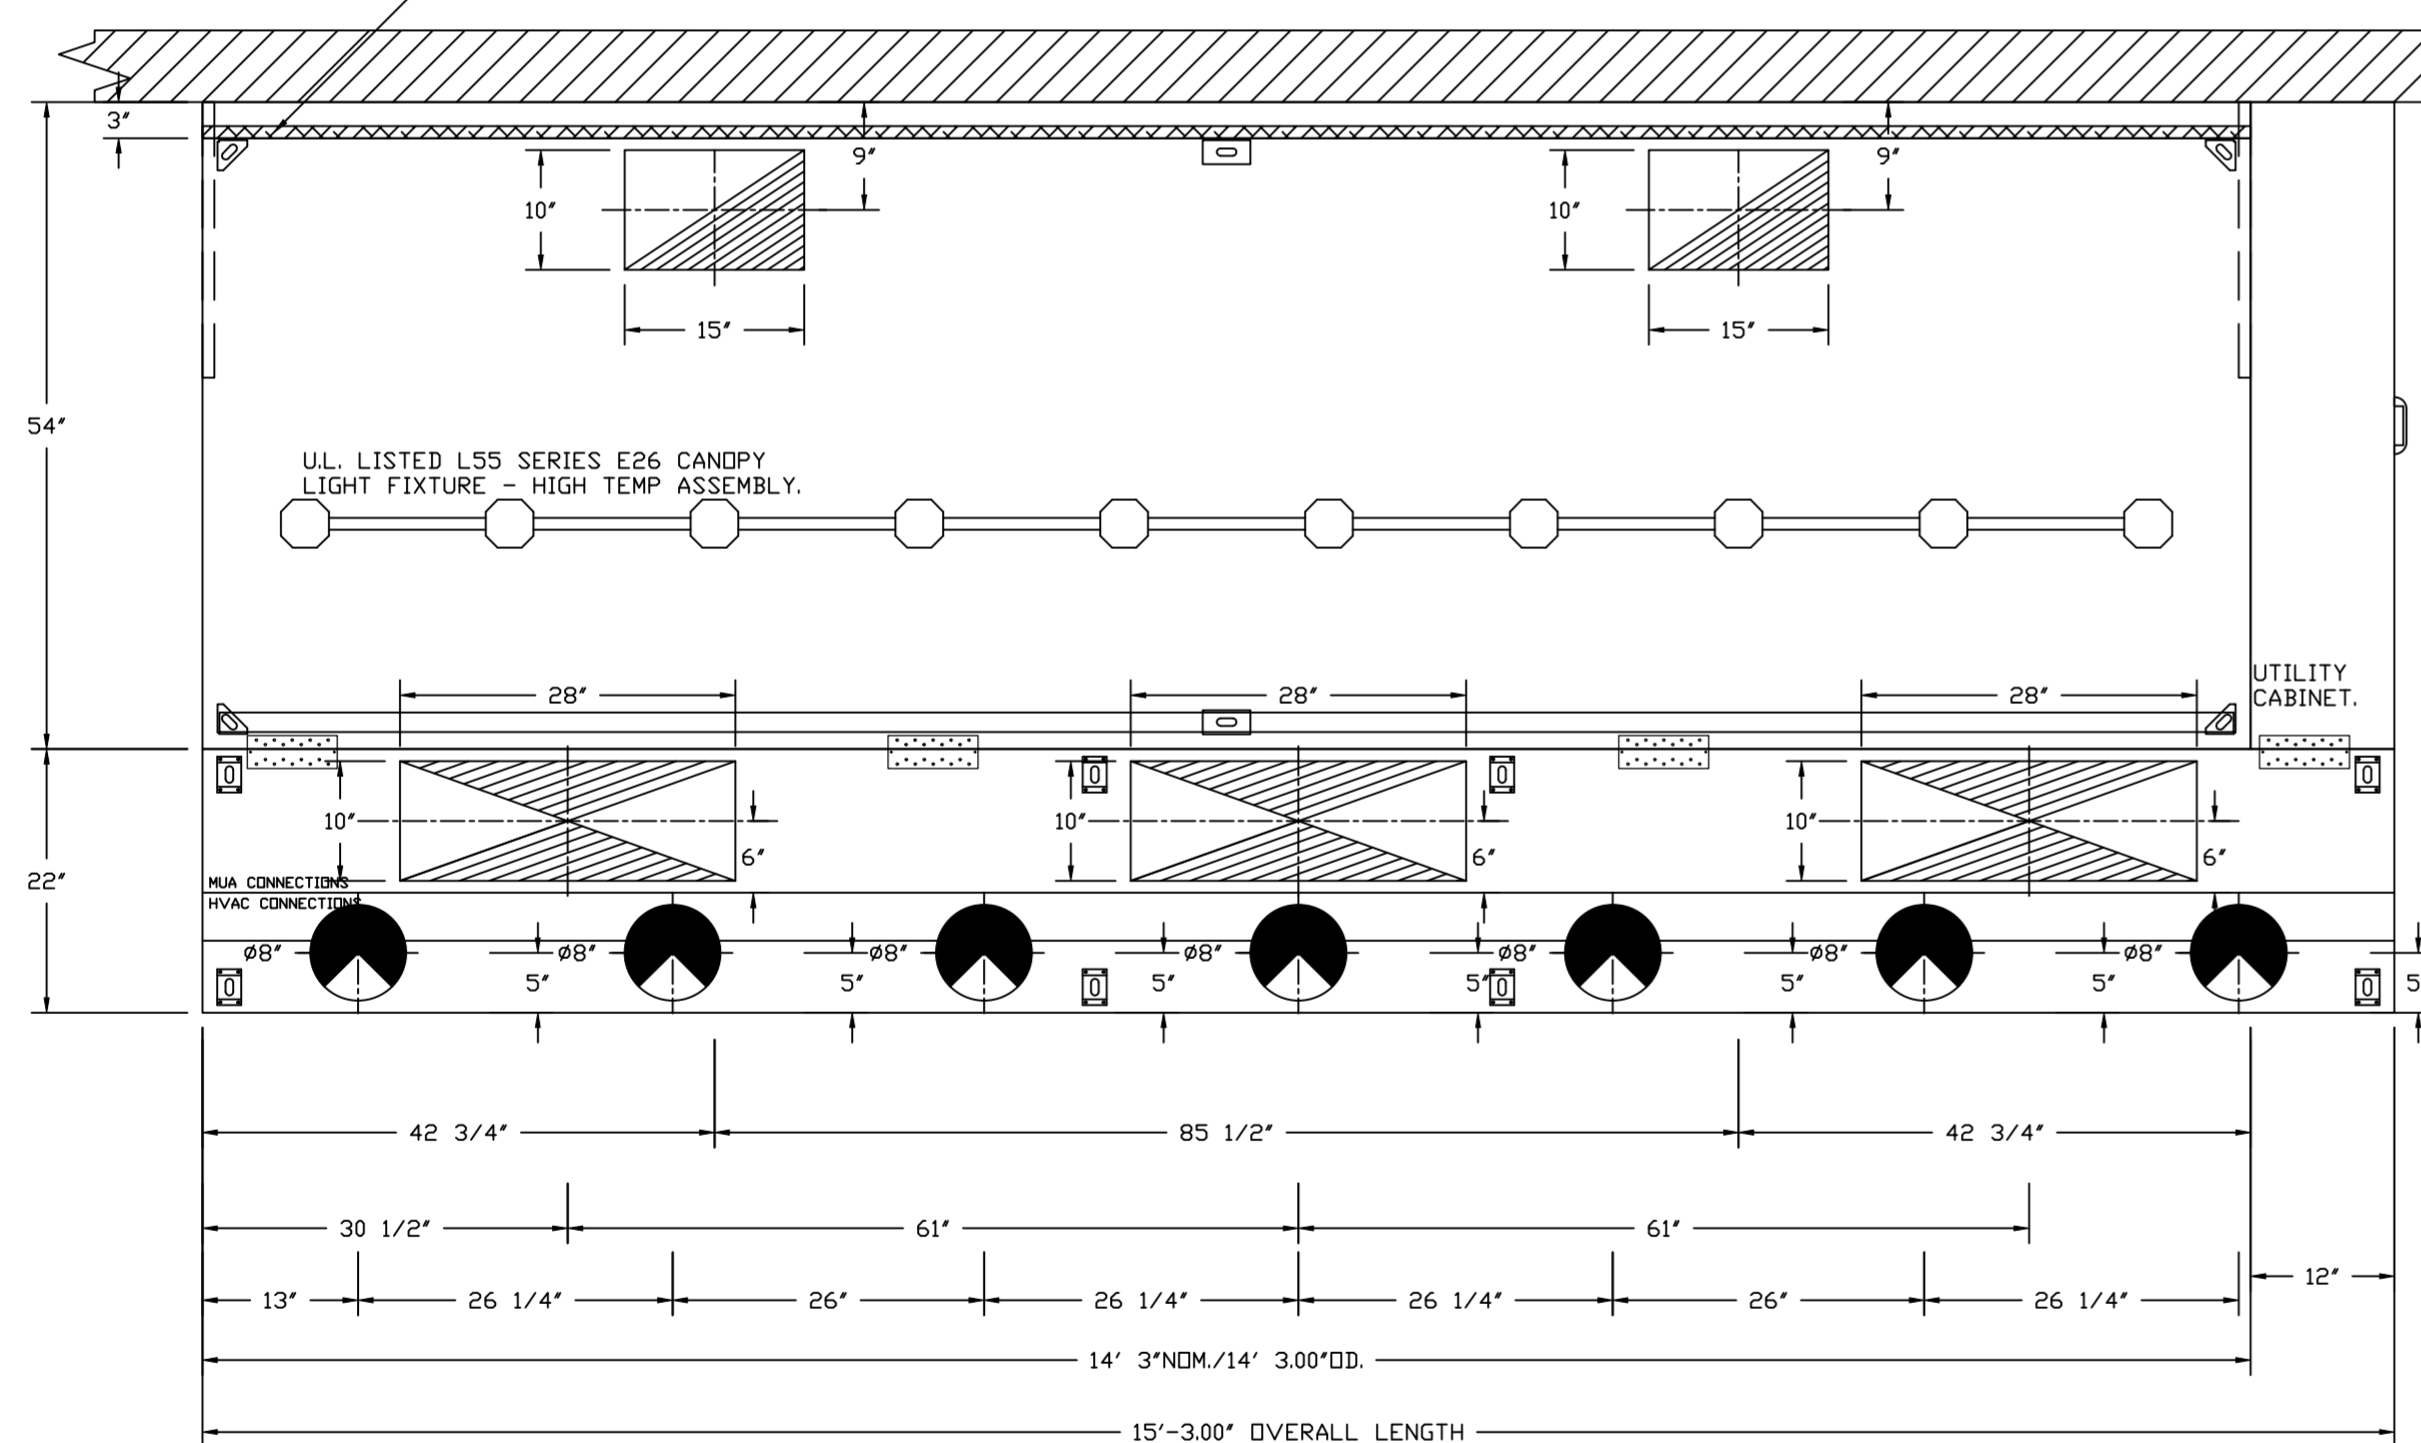 3″
9″
9″
10″
10″
15″
15″
54″
U.L. LISTED L55 SERIES E26 CANOPY
LIGHT FIXTURE - HIGH TEMP ASSEMBLY.
UTILITY
CABINET.
28″
28″
28″
10″
10″
10″
6″
6″
6″
22″
MUA CONNECTIONS
HVAC CONNECTIONS
ø8″
ø8″
ø8″
ø8″
ø8″
ø8″
ø8″
5″
5″
5″
5″
5″
5″
5
42 3/4″
85 1/2″
42 3/4″
30 1/2″
61″
61″
12″
13″
26 1/4″
26″
26 1/4″
26 1/4″
26″
26 1/4″
14′ 3″NOM./14′ 3.00″OD.
15′-3.00″ OVERALL LENGTH